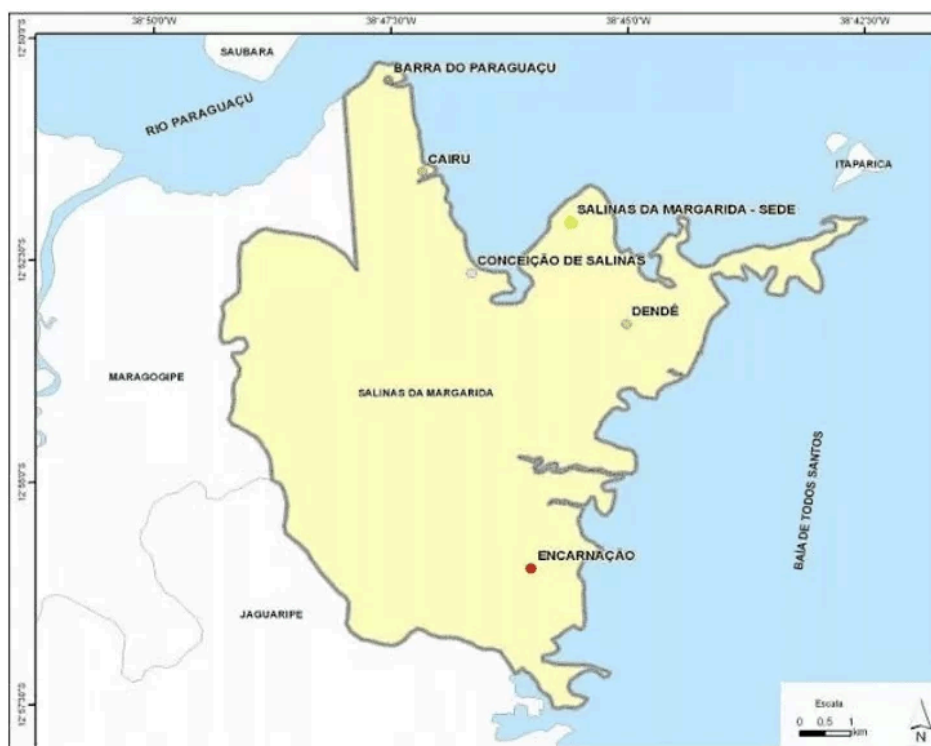 38°50'0"W
38°47'30"W
38°45'0"W
38°42'30"W
SAUBARA
BARRA DO PARAGUAÇU
RIO PARAGUAÇU
CAIRU
ITAPARICA
SALINAS DA MARGARIDA - SEDE
CONCEIÇÃO DE SALINAS
DENDÊ
MARAGOGIPE
SALINAS DA MARGARIDA
BAÍA DE TODOS SANTOS
ENCARNAÇÃO
JAGUARIPE
Escala
0 0.5 1
km
N